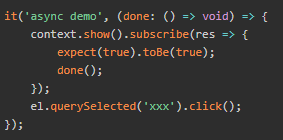 it('async demo', (done: () => void) => {
    context.show().subscribe(res => {
        expect(true).toBe(true);
        done();
    });
    el.querySelected('xxx').click();
});